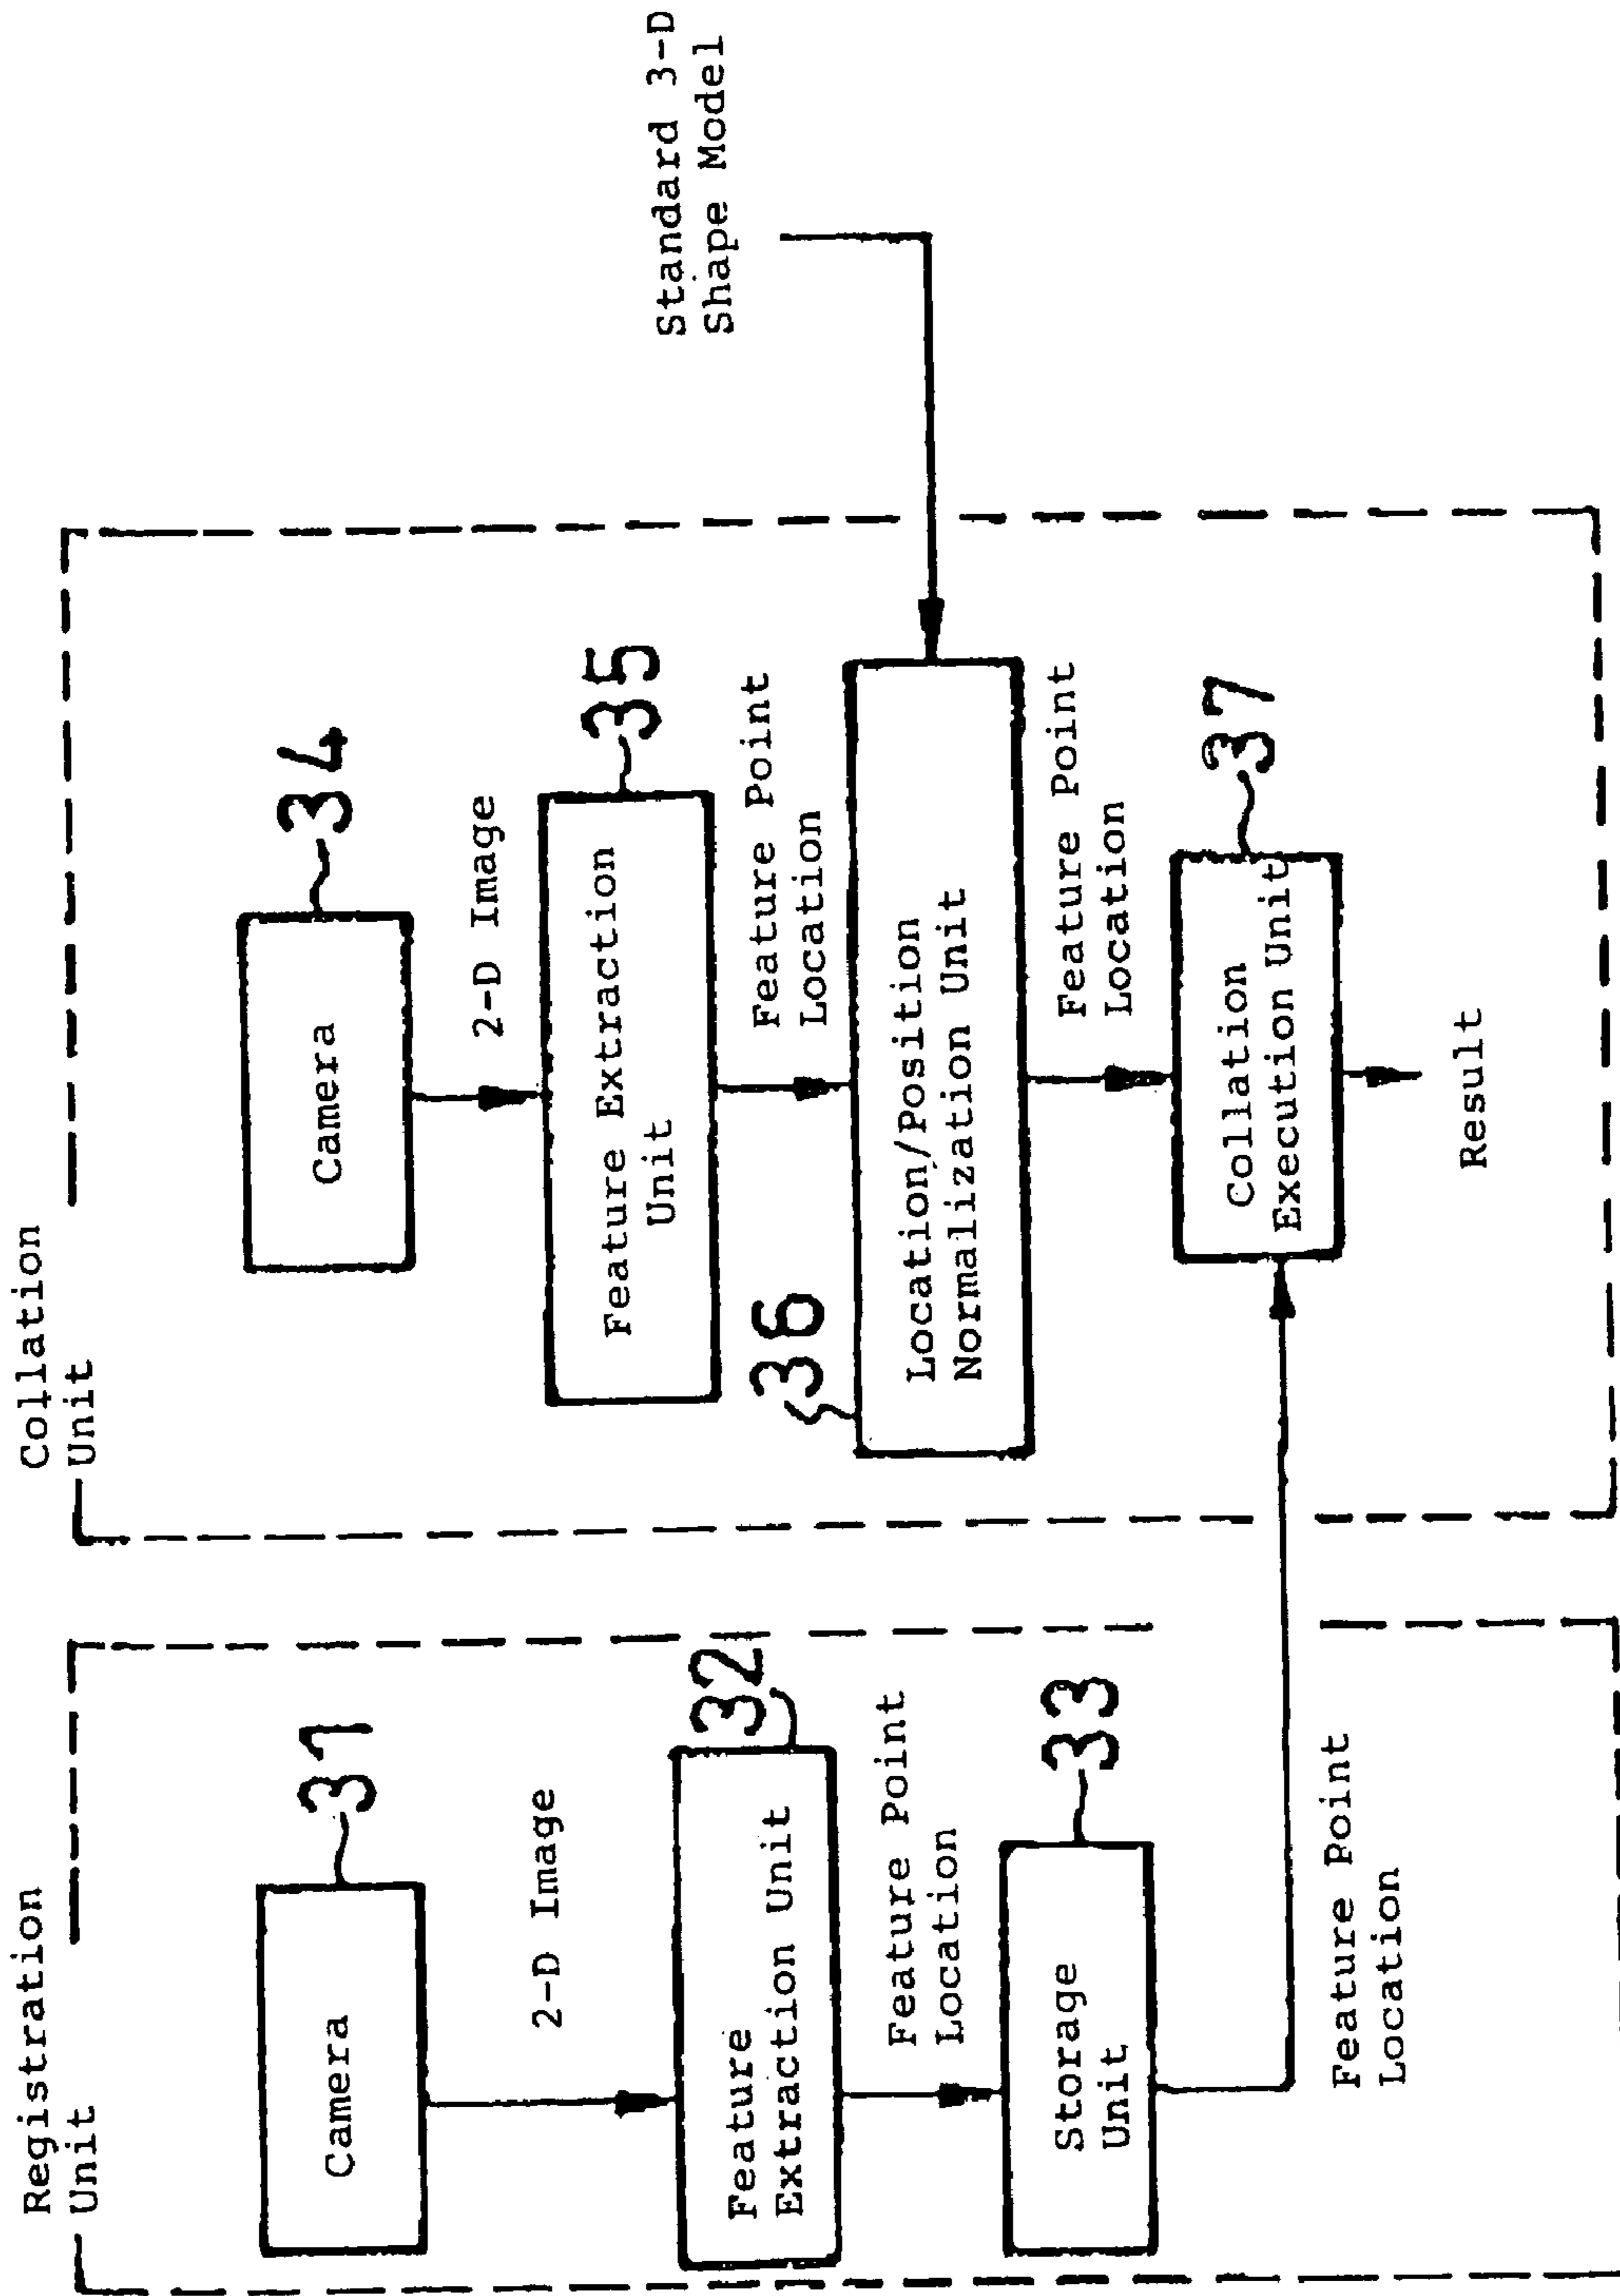 Registration
Unit
Camera
31
2-D Image
Feature
Extraction Unit
32
Feature Point
Location
Storage
Unit
33
Feature Point
Location
Collation
Unit
Camera
34
2-D Image
Feature Extraction
Unit
35
Feature Point
Location
36
Location/Position
Normalization Unit
Standard 3-D
Shape Model
Feature Point
Location
Collation
Execution Unit
37
Result